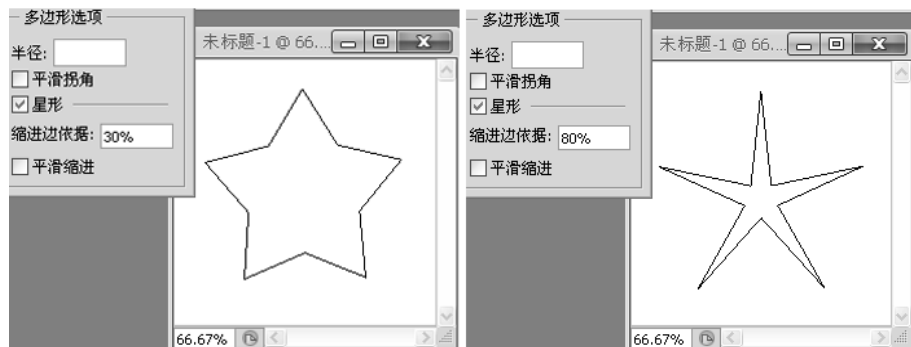 多边形选项
半径:
平滑拐角
星形
缩进边依据: 30%
平滑缩进
未标题-1 @ 66....
66.67%
多边形选项
半径:
平滑拐角
星形
缩进边依据: 80%
平滑缩进
未标题-1 @ 66....
66.67%